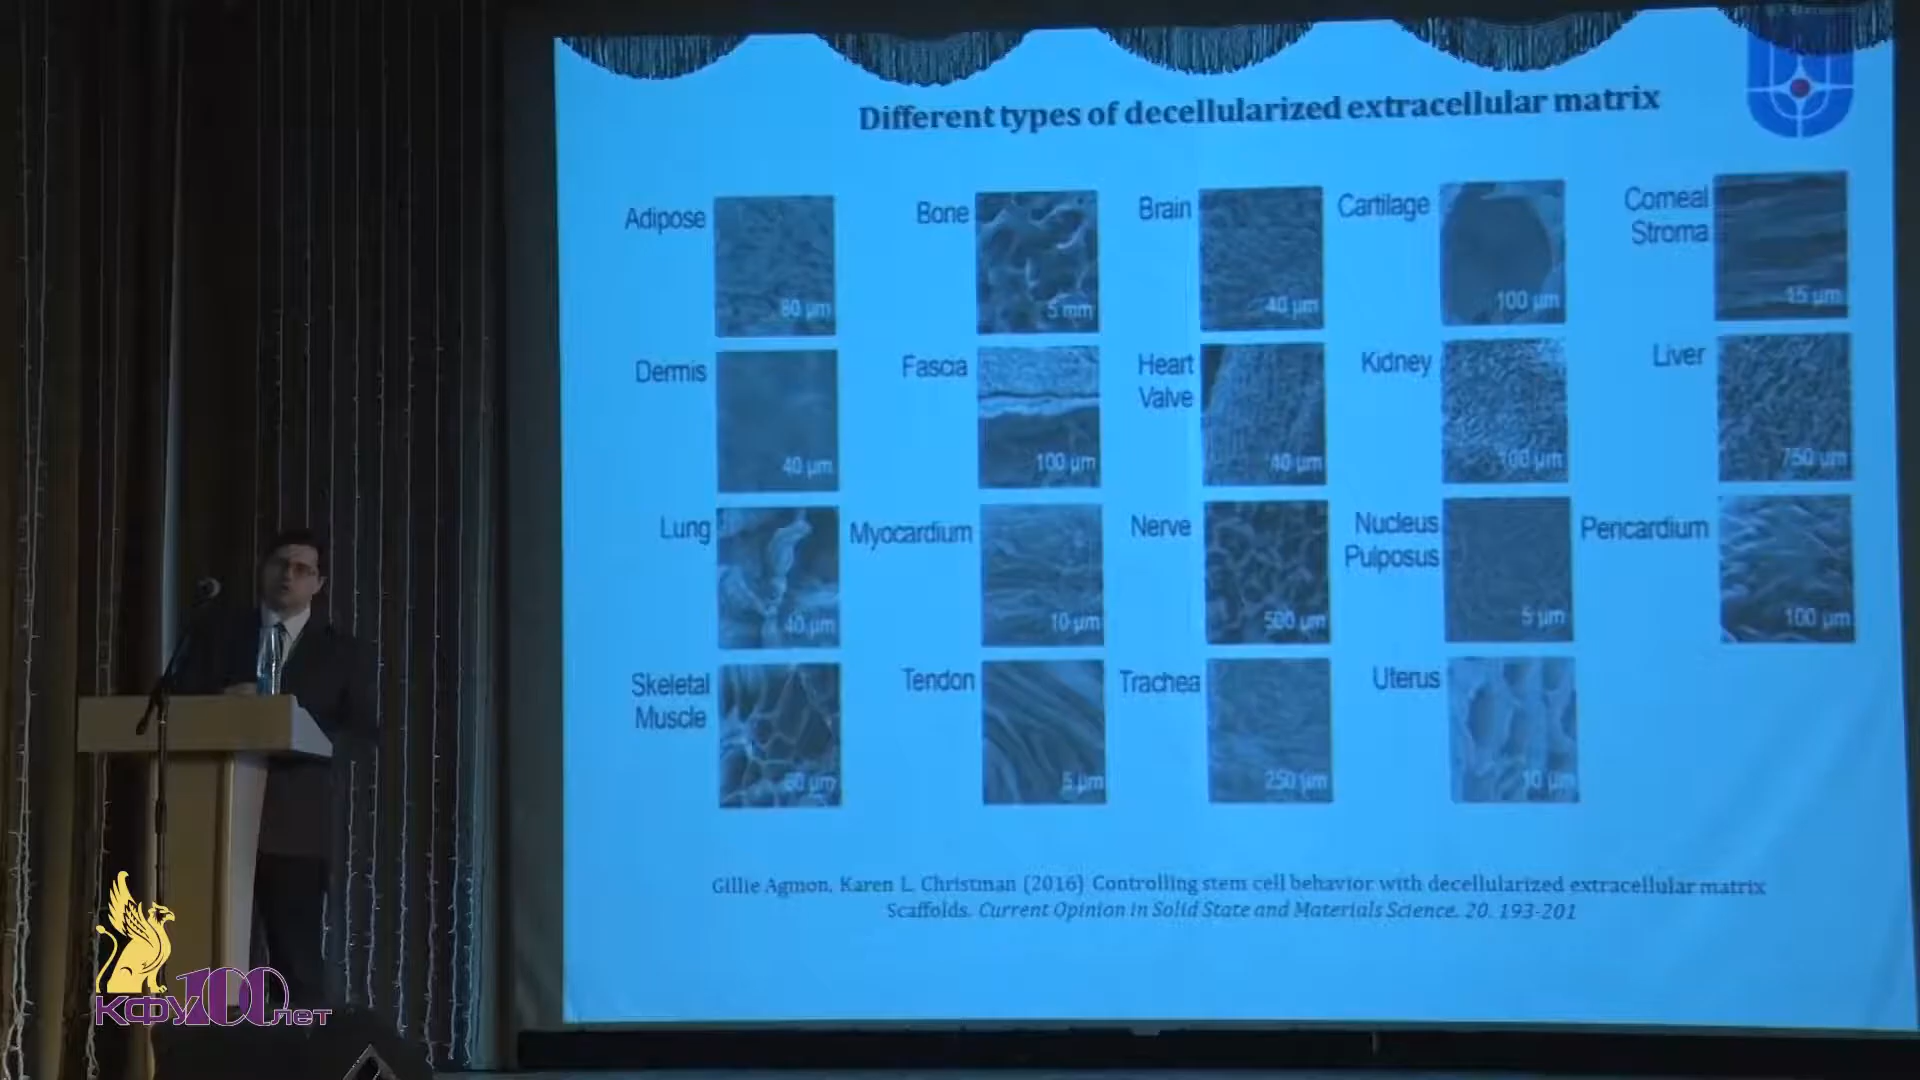 Different types of decellularized extracellular matrix
Adipose
80 µm
Bone
5 mm
Brain
40 µm
Cartilage
100 µm
Corneal
Stroma
15 µm
Dermis
40 µm
Fascia
100 µm
Heart
Valve
40 µm
Kidney
100 µm
Liver
750 µm
Lung
40 µm
Myocardium
10 µm
Nerve
500 µm
Nucleus
Pulposus
5 µm
Pericardium
100 µm
Skeletal
Muscle
µm
Tendon
5 µm
Trachea
250 µm
Uterus
10 µm
Gillie Agmon, Karen L. Christman (2016) Controlling stem cell behavior with decellularized extracellular matrix
Scaffolds. Current Opinion in Solid State and Materials Science. 20. 193-201
КФУ 100 лет